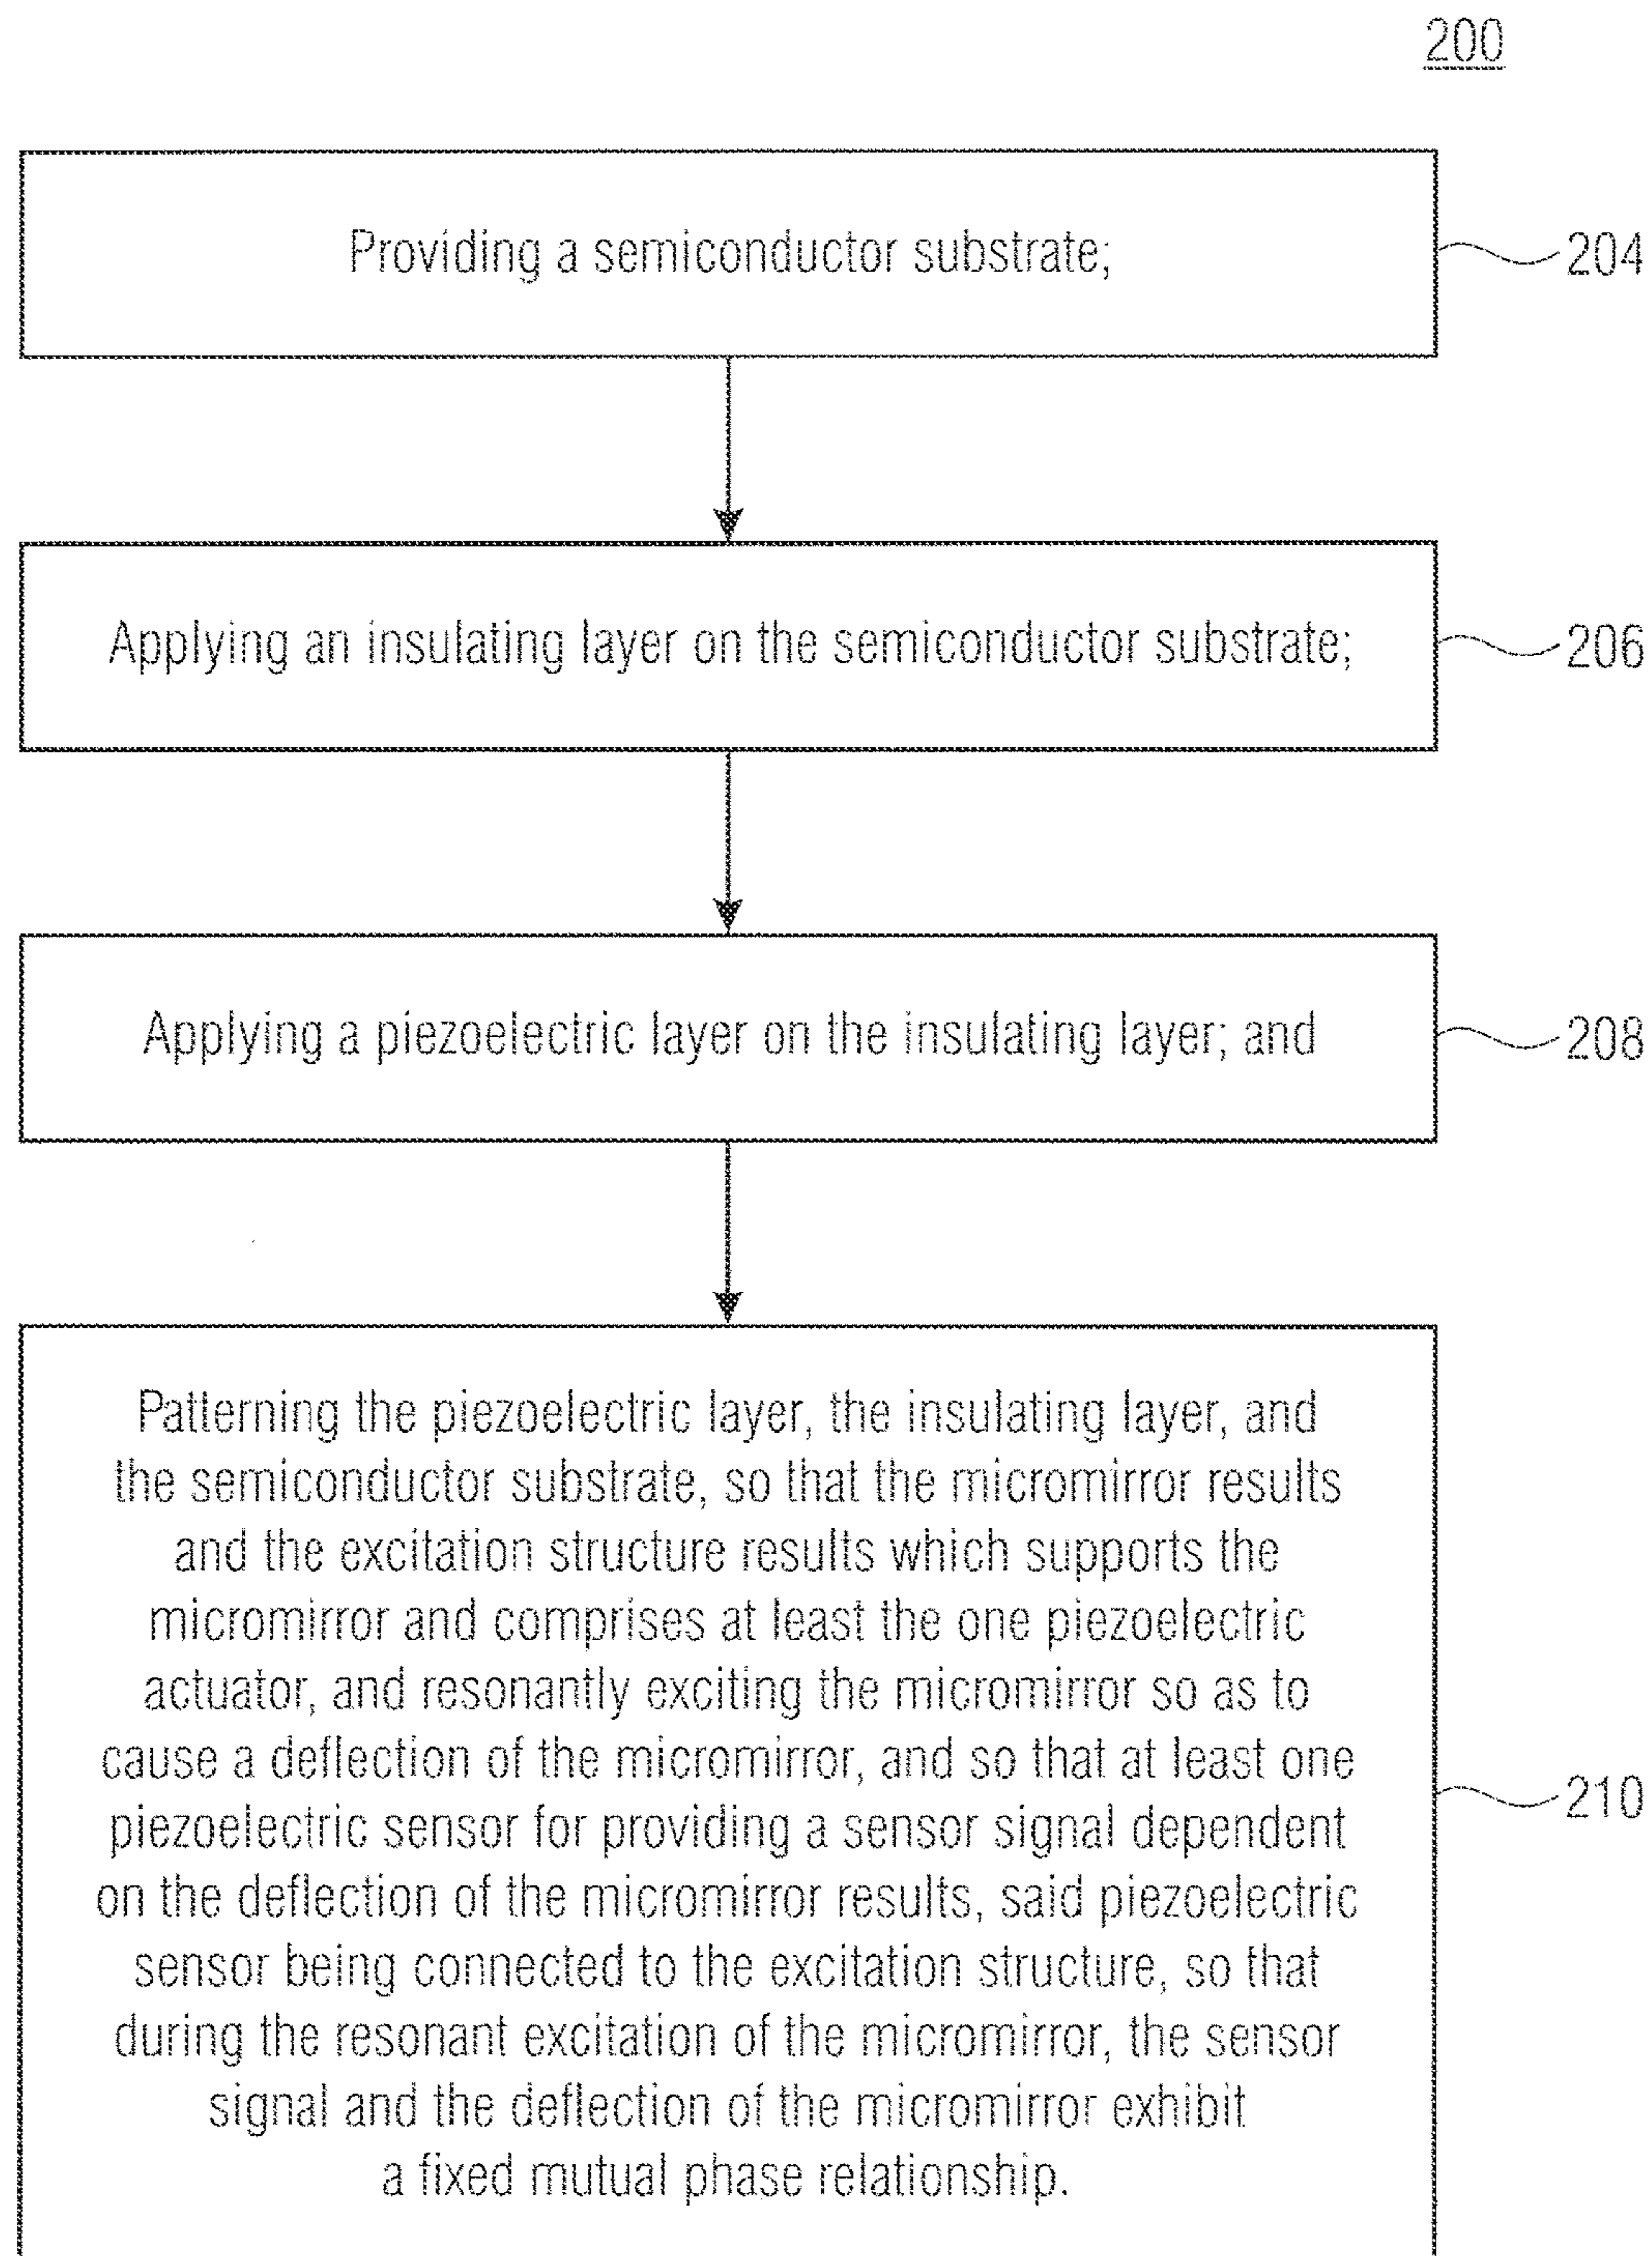 200
Providing a semiconductor substrate;
204
Applying an insulating layer on the semiconductor substrate;
206
Applying a piezoelectric layer on the insulating layer; and
208
Patterning the piezoelectric layer, the insulating layer, and
the semiconductor substrate, so that the micromirror results
and the excitation structure results which supports the
micromirror and comprises at least the one piezoelectric
actuator, and resonantly exciting the micromirror so as to
cause a deflection of the micromirror, and so that at least one
piezoelectric sensor for providing a sensor signal dependent
on the deflection of the micromirror results, said piezoelectric
sensor being connected to the excitation structure, so that
during the resonant excitation of the micromirror, the sensor
signal and the deflection of the micromirror exhibit
a fixed mutual phase relationship.
210